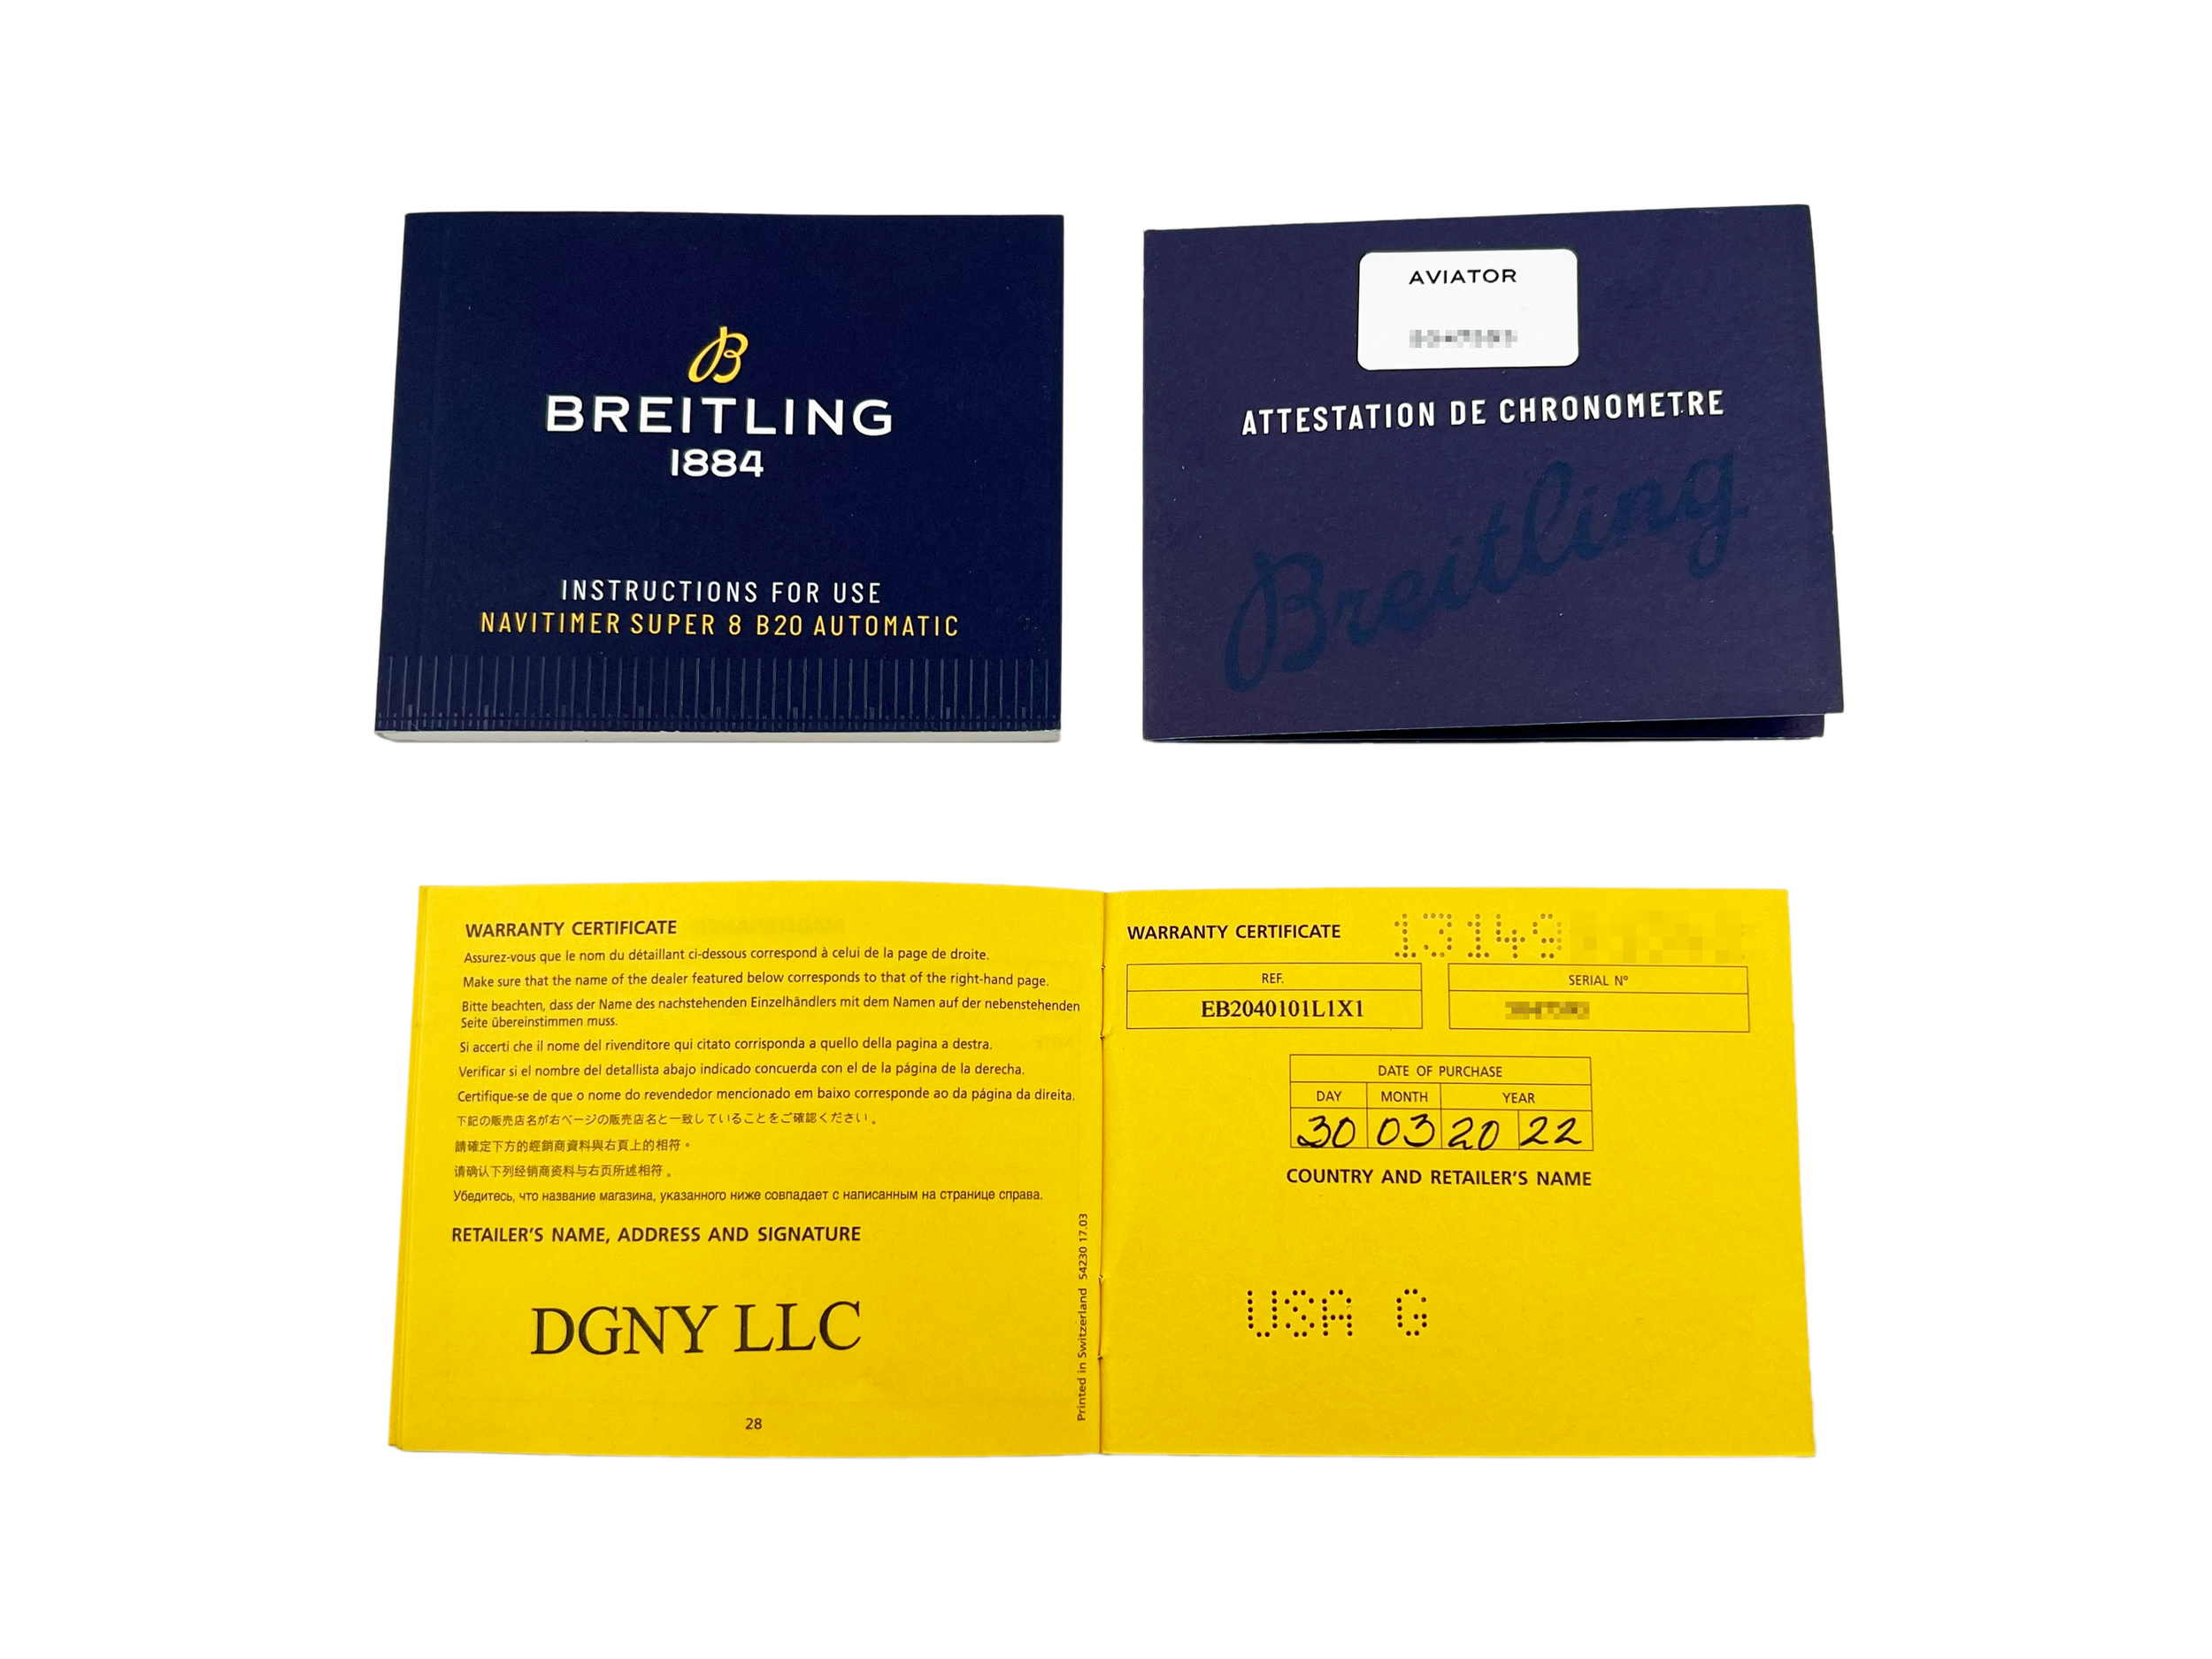 B
BREITLING
1884
INSTRUCTIONS FOR USE
NAVITIMER SUPER 8 B20 AUTOMATIC
AVIATOR
ATTESTATION DE CHRONOMETRE
Breitling
WARRANTY CERTIFICATE
Assurez-vous que le nom du détaillant ci-dessous correspond à celui de la page de droite.
Make sure that the name of the dealer featured below corresponds to that of the right-hand page.
Bitte beachten, dass der Name des nachstehenden Einzelhändlers mit dem Namen auf der nebenstehenden
Seite übereinstimmen muss.
Si accerti che il nome del rivenditore qui citato corrisponda a quello della pagina a destra.
Verificar si el nombre del detallista abajo indicado concuerda con el de la página de la derecha.
Certifique-se de que o nome do revendedor mencionado em baixo corresponde ao da página da direita.
下記の販売店名が右ページの販売店名と一致していることをご確認ください。
請確定下方的經銷商資料與右頁上的相符。
请确认下列经销商资料与右页所述相符。
Убедитесь, что название магазина, указанного ниже совпадает с написанным на странице справа.
RETAILER'S NAME, ADDRESS AND SIGNATURE
DGNY LLC
28
Printed in Switzerland 54230 17.03
WARRANTY CERTIFICATE 13149
REF.
EB2040101L1X1
SERIAL Nº
DATE OF PURCHASE
DAY MONTH YEAR
30 03 20 22
COUNTRY AND RETAILER'S NAME
USA G